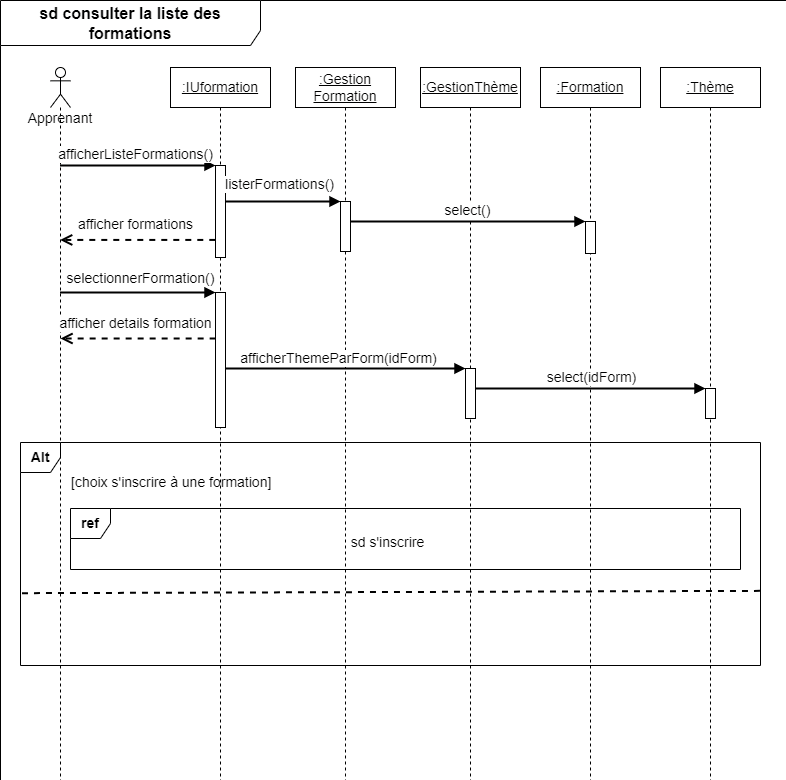 sd consulter la liste des
formations
Apprenant
:IUformation
:Gestion
Formation
:GestionThème
:Formation
:Thème
afficherListeFormations()
listerFormations()
select()
afficher formations
selectionnerFormation()
afficher details formation
afficherThemeParForm(idForm)
select(idForm)
Alt
[choix s'inscrire à une formation]
ref
sd s'inscrire